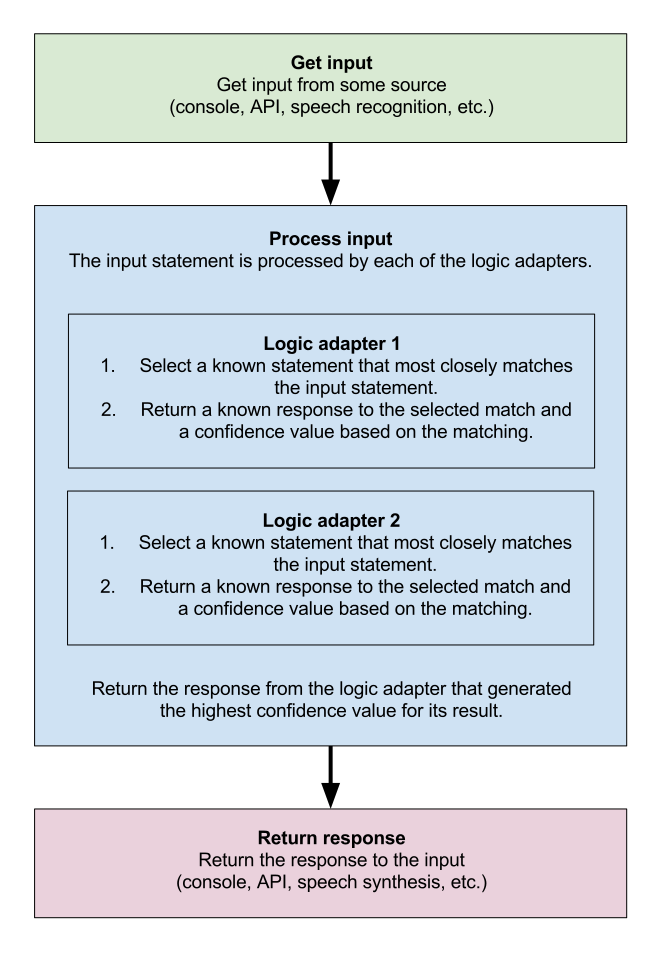 Get input
Get input from some source
(console, API, speech recognition, etc.)
Process input
The input statement is processed by each of the logic adapters.
Logic adapter 1
1. Select a known statement that most closely matches
the input statement.
2. Return a known response to the selected match and
a confidence value based on the matching.
Logic adapter 2
1. Select a known statement that most closely matches
the input statement.
2. Return a known response to the selected match and
a confidence value based on the matching.
Return the response from the logic adapter that generated
the highest confidence value for its result.
Return response
Return the response to the input
(console, API, speech synthesis, etc.)